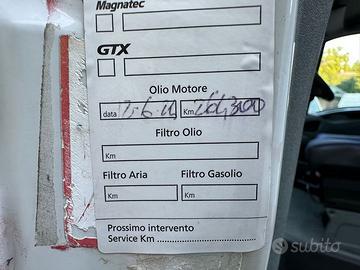 Magnatec
GTX
Olio Motore
data Km
Filtro Olio
Km
Filtro Aria Filtro Gasolio
Km Km
Prossimo intervento
Service Km
subito